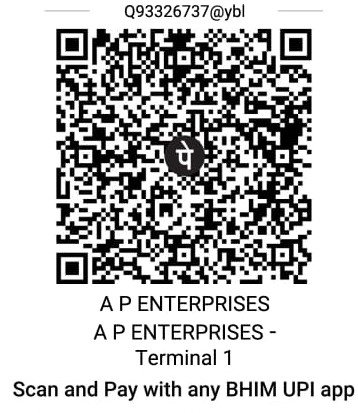 Q93326737@ybl
पे
A P ENTERPRISES
A P ENTERPRISES -
Terminal 1
Scan and Pay with any BHIM UPI app